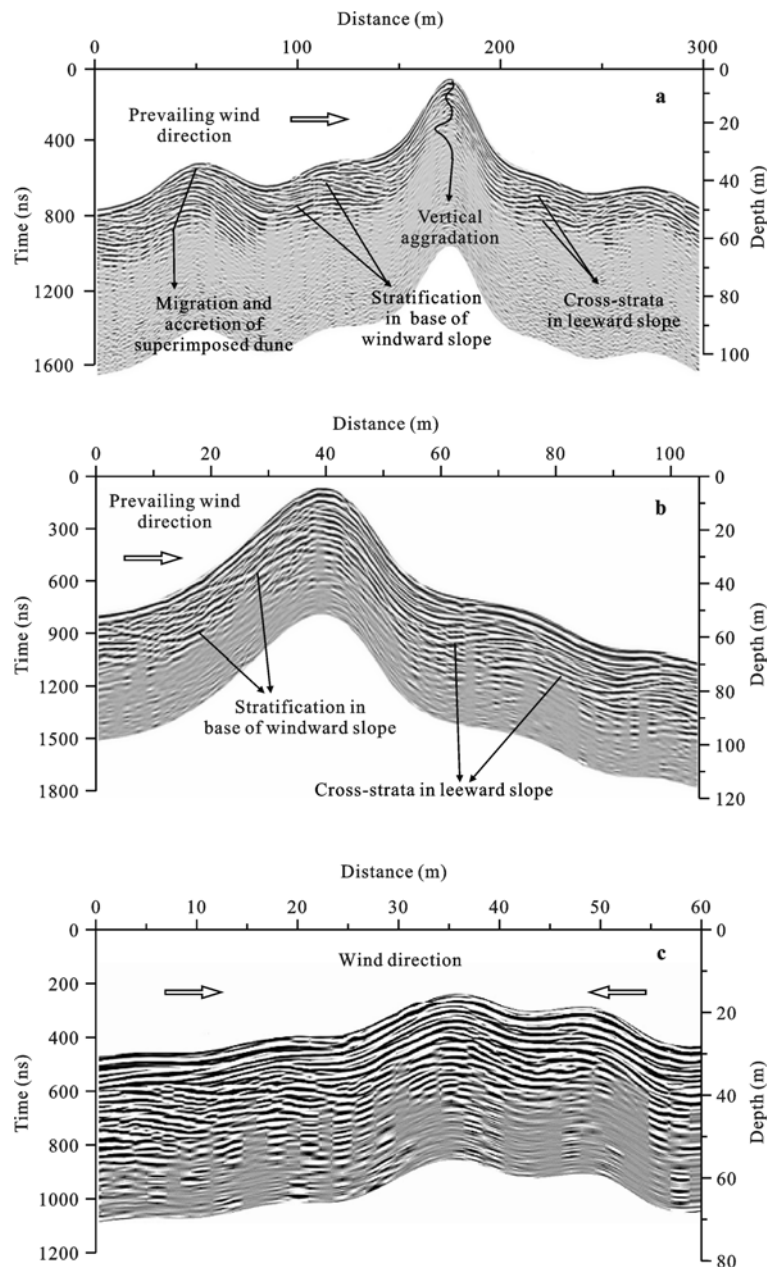 Distance (m)
0 100 200 300
0
400
800
1200
1600
Time (ns)
0
20
40
60
80
100
Depth (m)
a
Prevailing wind
direction
Vertical
aggradation
Migration and
accretion of
superimposed dune
Stratification
in base of
windward slope
Cross-strata
in leeward slope
Distance (m)
0 20 40 60 80 100
0
300
600
900
1200
1500
1800
Time (ns)
0
20
40
60
80
100
120
Depth (m)
b
Prevailing wind
direction
Stratification in
base of windward slope
Cross-strata in leeward slope
Distance (m)
0 10 20 30 40 50 60
0
200
400
600
800
1000
1200
Time (ns)
0
20
40
60
80
Depth (m)
c
Wind direction